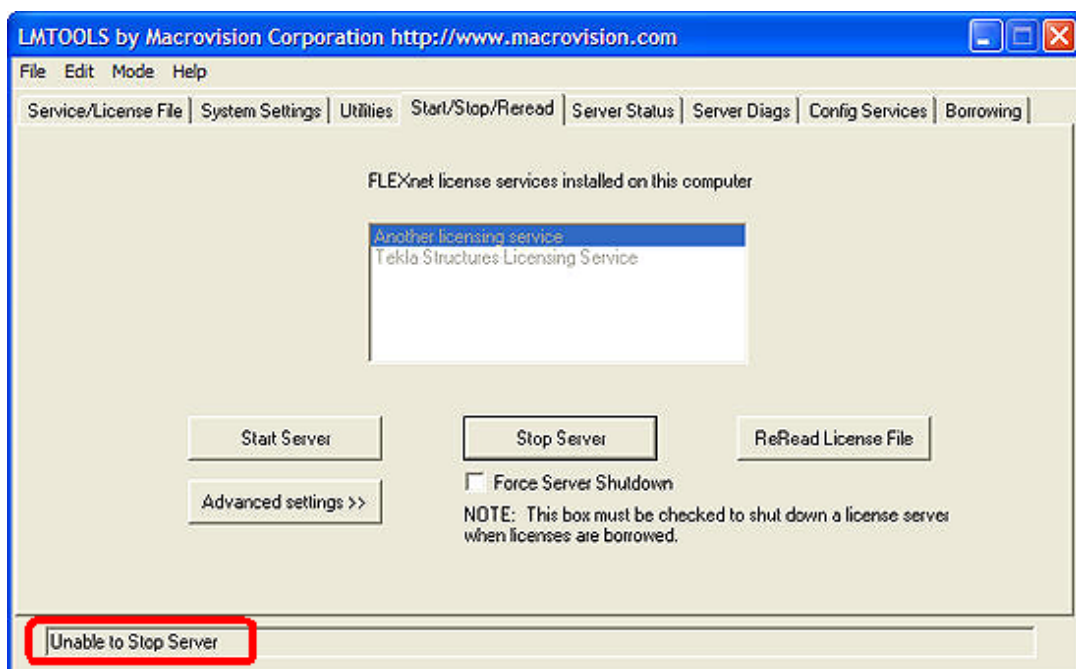 LMTOOLS by Macrovision Corporation http://www.macrovision.com
File Edit Mode Help
Service/License File System Settings Utilities Start/Stop/Reread Server Status Server Diags Config Services Borrowing
FLEXnet license services installed on this computer
Another licensing service
Tekla Structures Licensing Service
Start Server Stop Server ReRead License File
Force Server Shutdown
Advanced settings >>
NOTE: This box must be checked to shut down a license server
when licenses are borrowed.
Unable to Stop Server